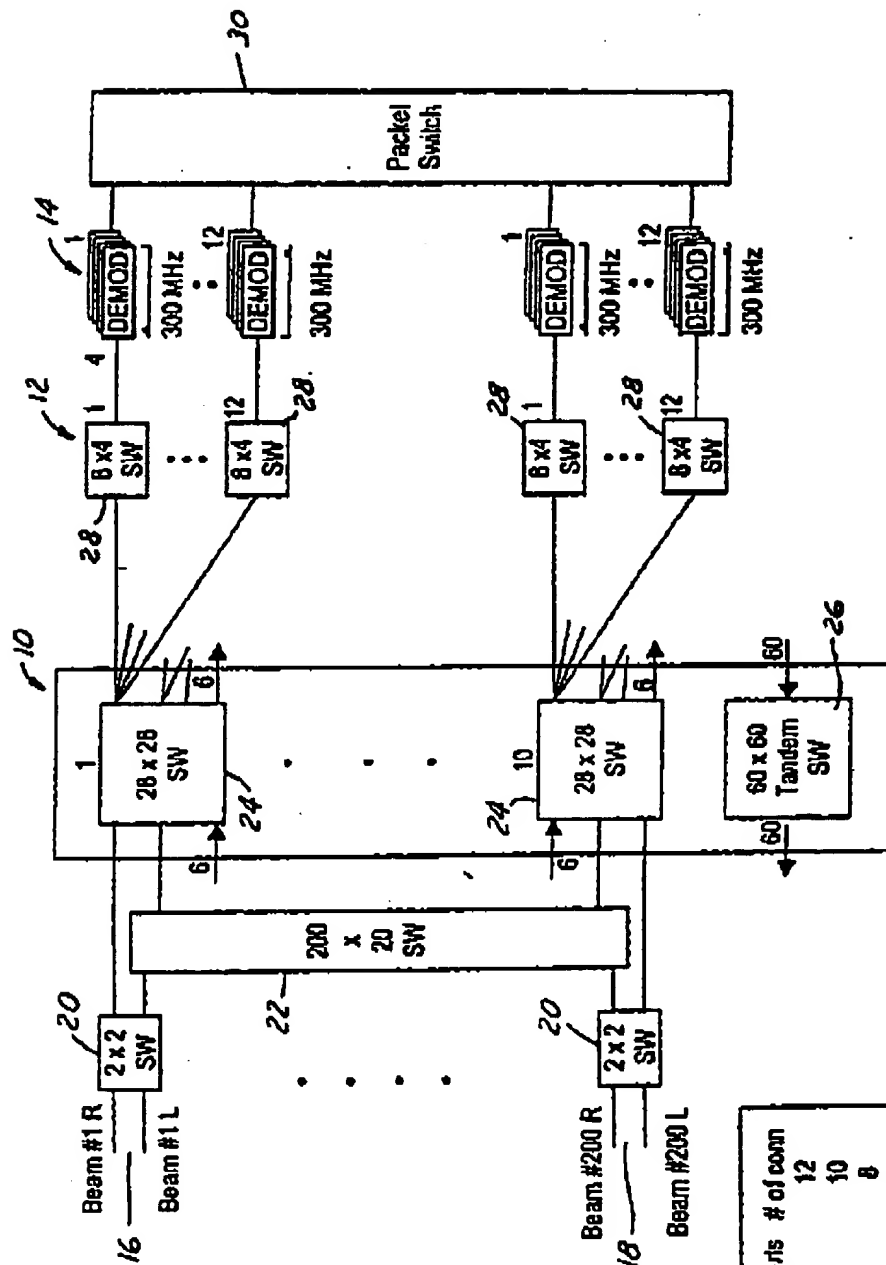 30
Packet
Switch
14
1
DEMOD
300 MHz
12
DEMOD
300 MHz
1
DEMOD
300 MHz
12
DEMOD
300 MHz
4
12
1
8 x4
SW
28
12
8 x4
SW
28
28
1
8 x4
SW
28
12
8 x4
SW
10
1
28 x 28
SW
24
6
6
10
28 x 28
SW
24
6
6
60
60 x 60
Tandem
SW
60
26
200
x
20
SW
22
20
2 x 2
SW
20
2 x 2
SW
Beam #1 R
Beam #1 L
16
Beam #200 R
Beam #200 L
18
# of conn
12
10
8